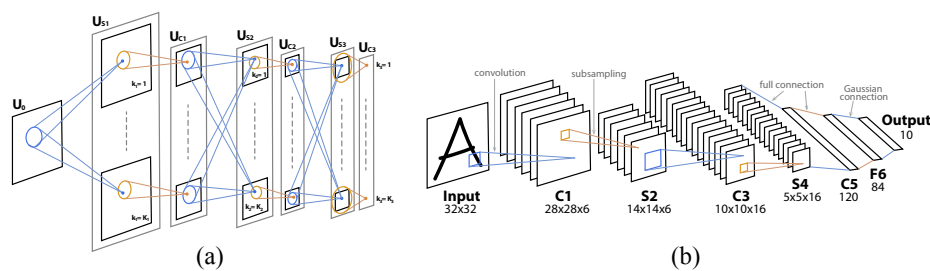 U0
US1
UC1
US2
UC2
US3
UC3
k1= 1
k2= 1
k3= 1
k1= K1
k2= K2
k3= K3
(a)
convolution
subsampling
full connection
Gaussian
connection
A
Input
32x32
C1
28x28x6
S2
14x14x6
C3
10x10x16
S4
5x5x16
C5
120
F6
84
Output
10
(b)